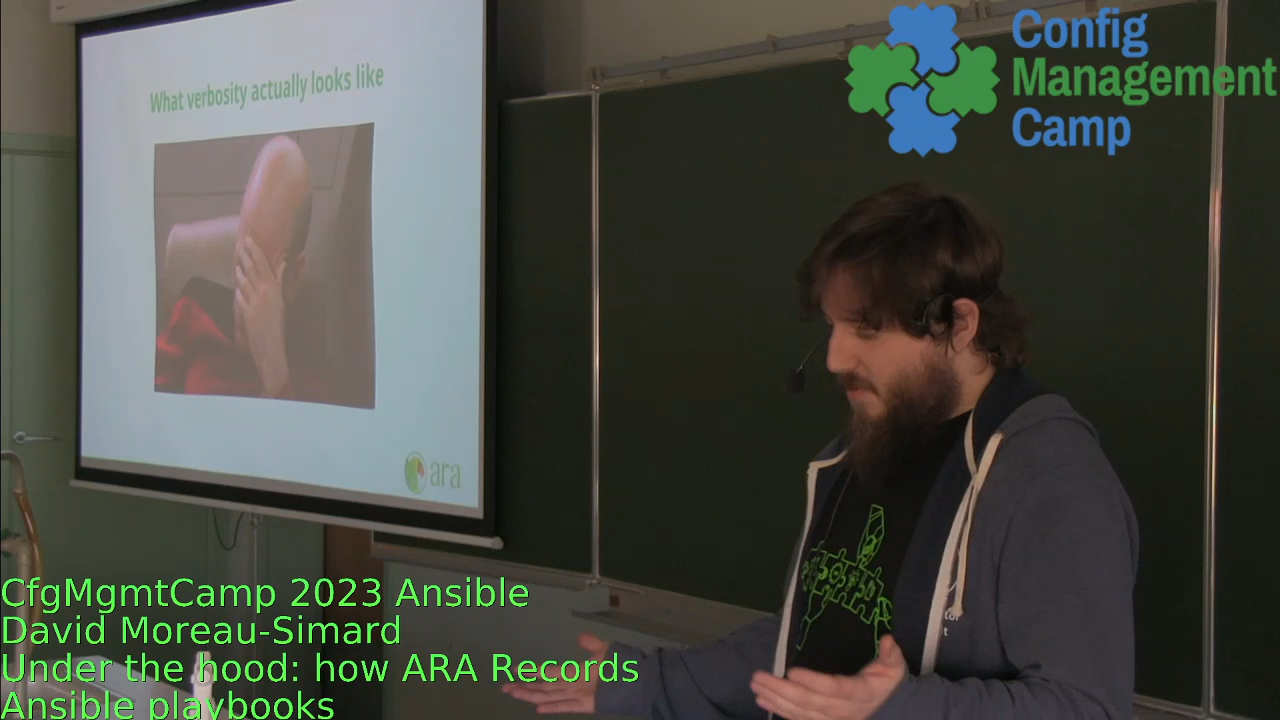 What verbosity actually looks like
ara
Config
Management
Camp
CfgMgmtCamp 2023 Ansible
David Moreau-Simard
Under the hood: how ARA Records
Ansible playbooks